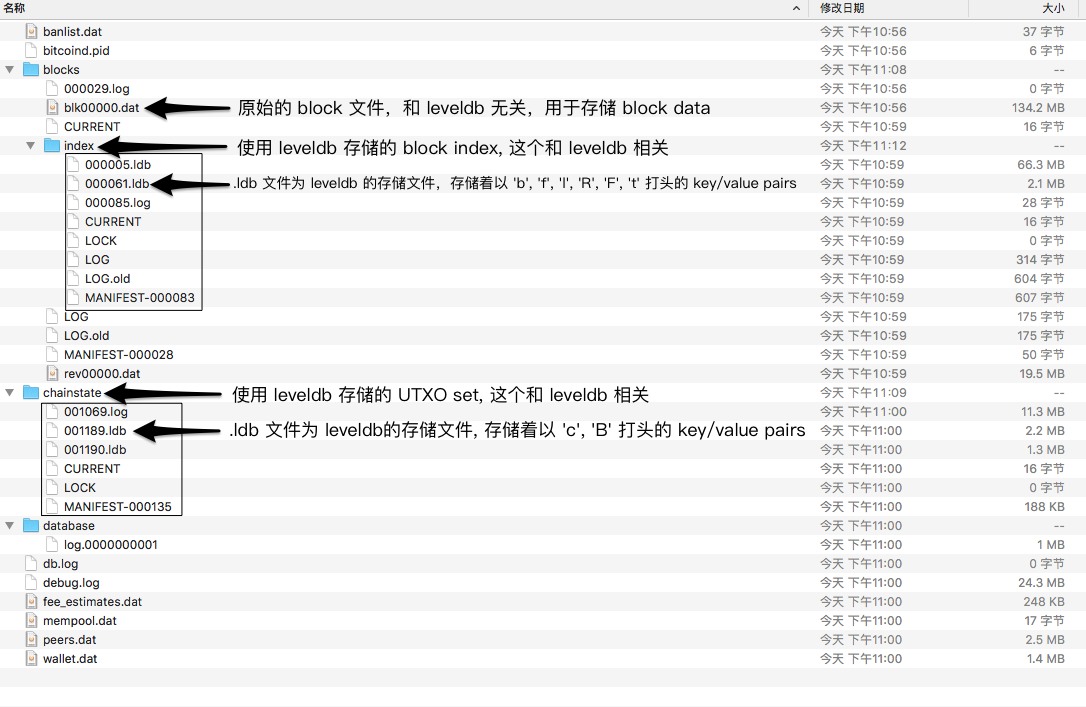 名称 修改日期 大小
banlist.dat 今天 下午10:56 37 字节
bitcoind.pid 今天 下午10:56 6 字节
blocks 今天 下午11:08 --
000029.log 今天 下午10:56 0 字节
blk00000.dat 原始的 block 文件，和 leveldb 无关，用于存储 block data 今天 下午10:56 134.2 MB
CURRENT 今天 下午10:59 16 字节
index 使用 leveldb 存储的 block index, 这个和 leveldb 相关 今天 下午11:12 --
000005.ldb 今天 下午10:59 66.3 MB
000061.ldb .ldb 文件为 leveldb 的存储文件，存储着以 'b', 'f', 'l', 'R', 'F', 't' 打头的 key/value pairs 今天 下午10:59 2.1 MB
000085.log 今天 下午10:59 28 字节
CURRENT 今天 下午10:59 16 字节
LOCK 今天 下午10:59 0 字节
LOG 今天 下午10:59 314 字节
LOG.old 今天 下午10:59 604 字节
MANIFEST-000083 今天 下午10:59 607 字节
LOG 今天 下午10:59 175 字节
LOG.old 今天 下午10:59 175 字节
MANIFEST-000028 今天 下午10:59 50 字节
rev00000.dat 今天 下午10:59 19.5 MB
chainstate 使用 leveldb 存储的 UTXO set, 这个和 leveldb 相关 今天 下午11:09 --
001069.log 今天 下午11:00 11.3 MB
001189.ldb .ldb 文件为 leveldb的存储文件, 存储着以 'c', 'B' 打头的 key/value pairs 今天 下午11:00 2.2 MB
001190.ldb 今天 下午11:00 1.3 MB
CURRENT 今天 下午11:00 16 字节
LOCK 今天 下午11:00 0 字节
MANIFEST-000135 今天 下午11:00 188 KB
database 今天 下午11:00 --
log.0000000001 今天 下午11:00 1 MB
db.log 今天 下午11:00 0 字节
debug.log 今天 下午11:00 24.3 MB
fee_estimates.dat 今天 下午11:00 248 KB
mempool.dat 今天 下午11:00 17 字节
peers.dat 今天 下午11:00 2.5 MB
wallet.dat 今天 下午11:00 1.4 MB